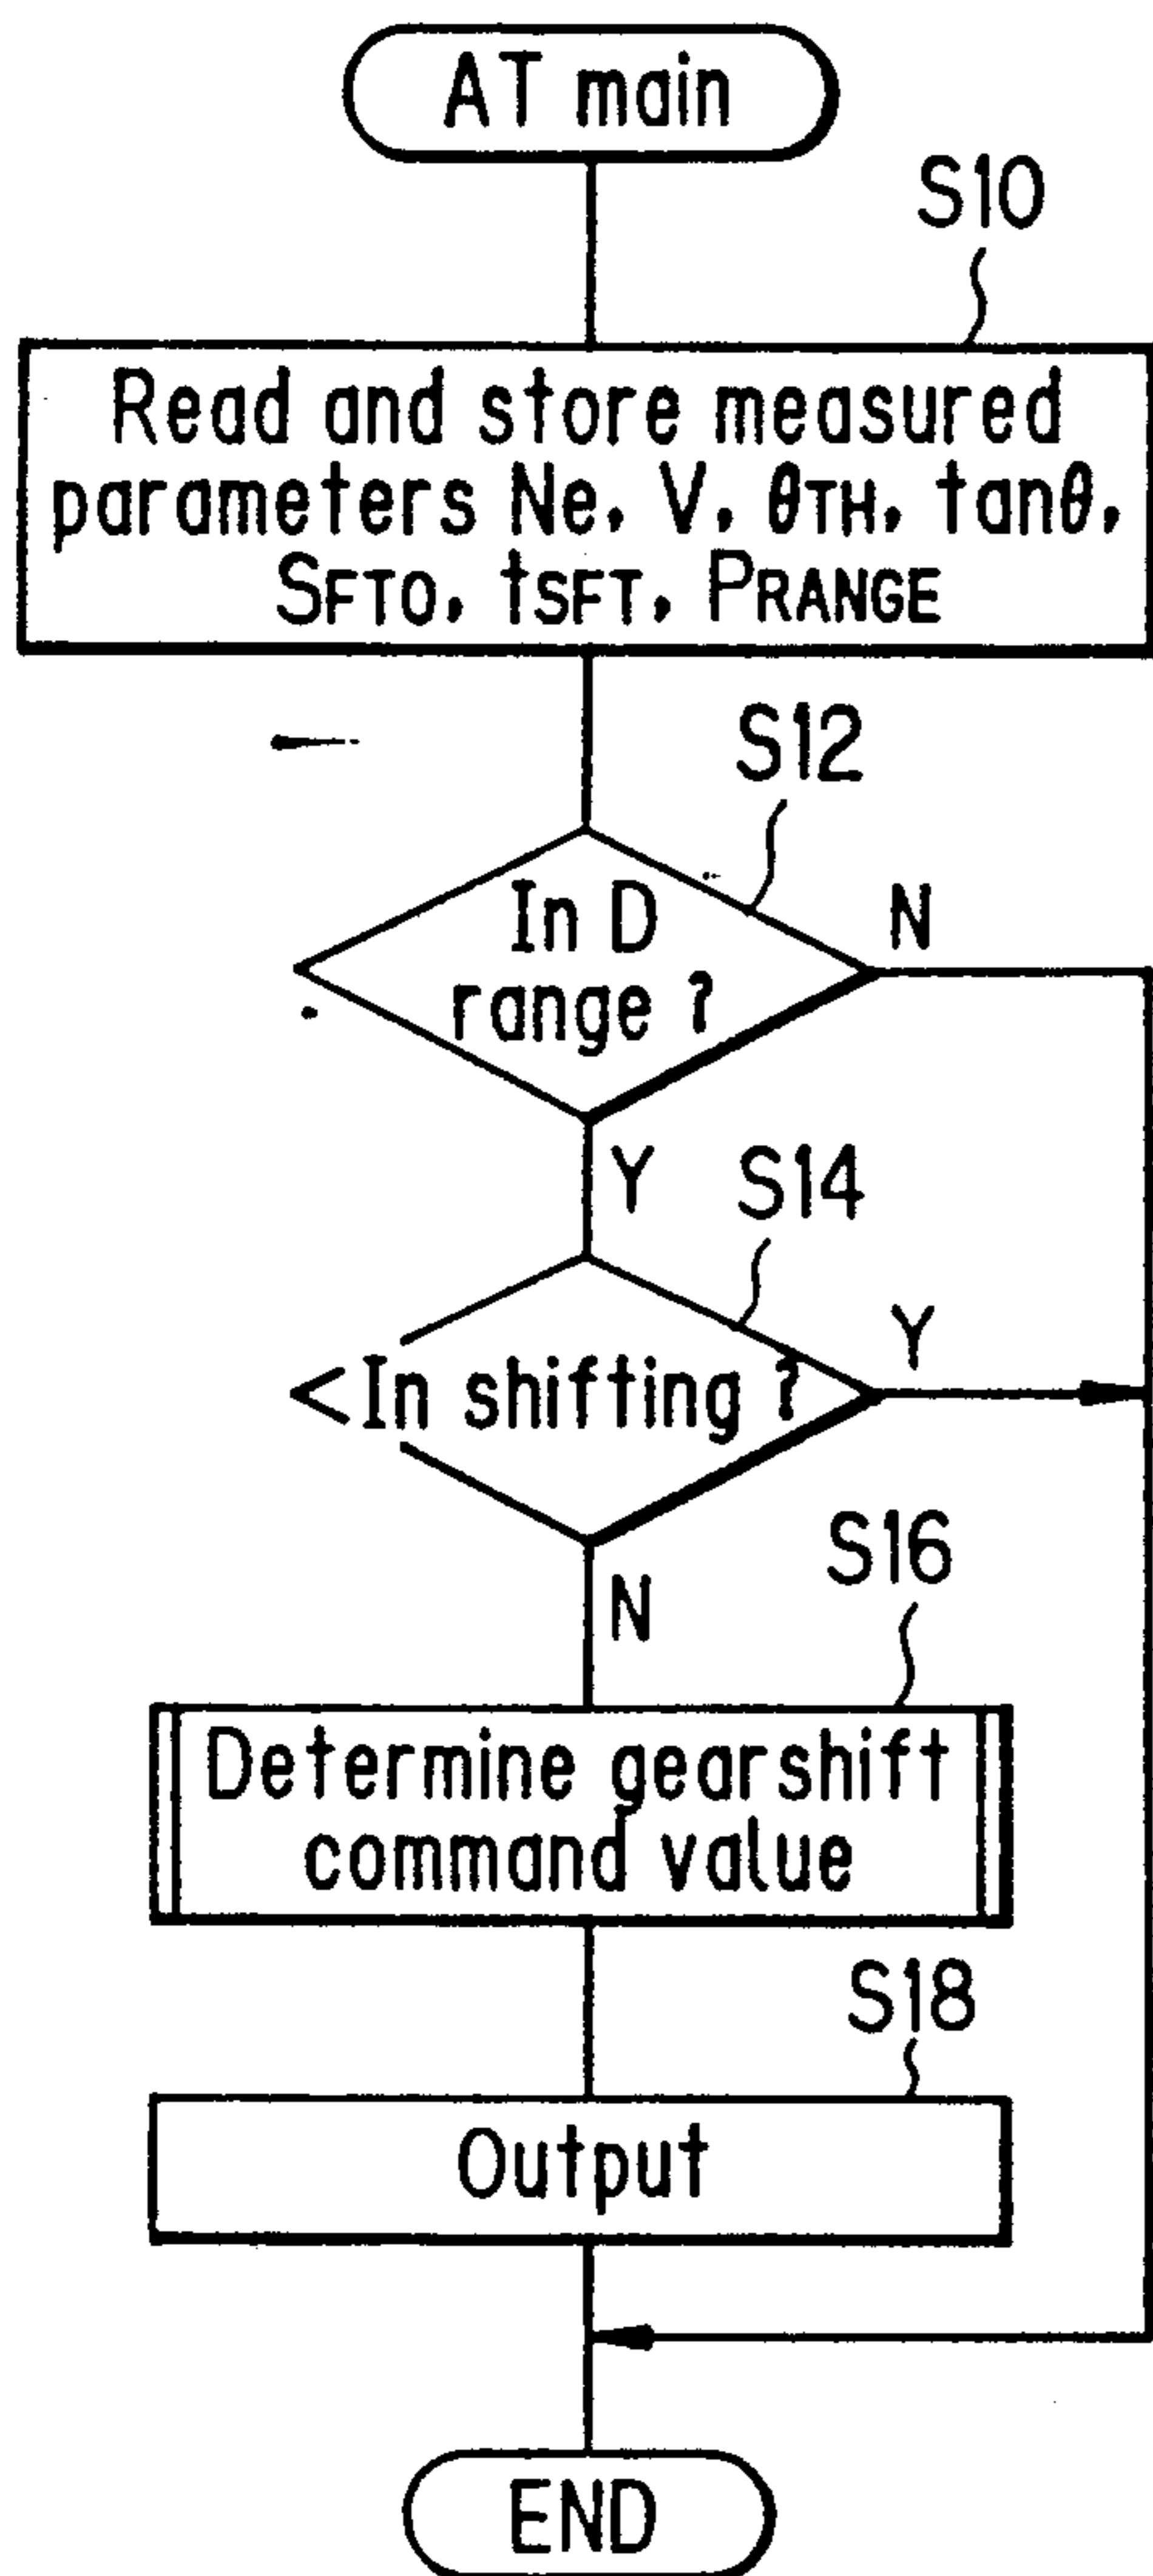 AT main
S10
Read and store measured
parameters Ne, V, θTH, tanθ,
SFTO, tSFT, PRANGE
S12
In D
range ?
N
Y
S14
In shifting ?
Y
N
S16
Determine gearshift
command value
S18
Output
END